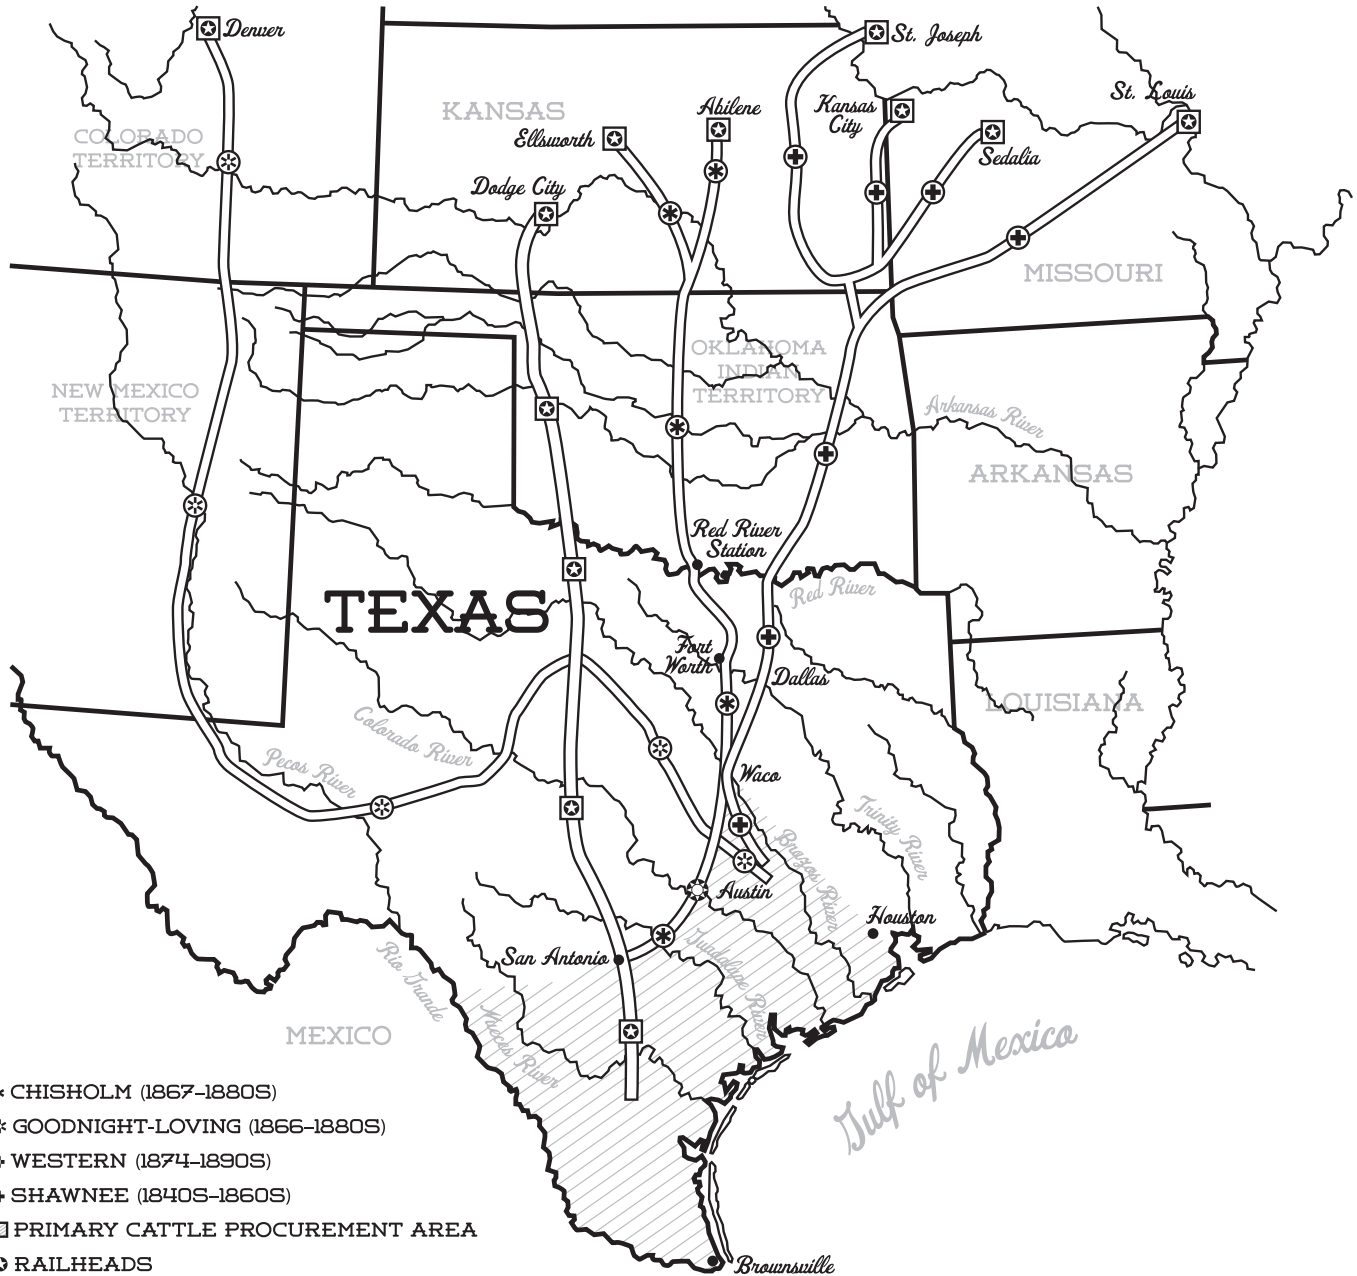 Denver
St. Joseph
St. Louis
KANSAS
Abilene
Kansas
City
COLORADO
TERRITORY
Ellsworth
Sedalia
Dodge City
MISSOURI
OKLAHOMA
INDIAN
TERRITORY
NEW MEXICO
TERRITORY
Arkansas River
ARKANSAS
Red River
Station
TEXAS
Red River
Fort
Worth
Dallas
LOUISIANA
Colorado River
Pecos River
Waco
Trinity River
Brazos River
Austin
Houston
San Antonio
Guadalupe River
Rio Grande
Nueces River
MEXICO
Gulf of Mexico
CHISHOLM (1867–1880S)
GOODNIGHT-LOVING (1866–1880S)
WESTERN (1874–1890S)
SHAWNEE (1840S–1860S)
PRIMARY CATTLE PROCUREMENT AREA
RAILHEADS
Brownsville